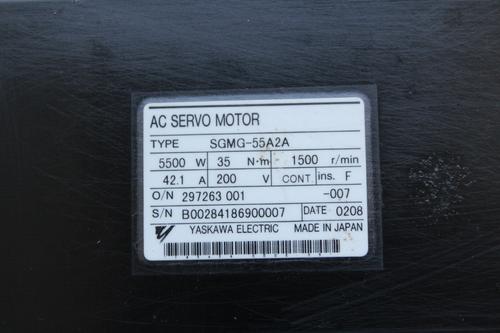 AC SERVO MOTOR
TYPE SGMG-55A2A
5500 W 35 N·m 1500 r/min
42.1 A 200 V CONT. ins. F
O/N 297263 001 -007
S/N B00284186900007 DATE 0208
YASKAWA ELECTRIC MADE IN JAPAN